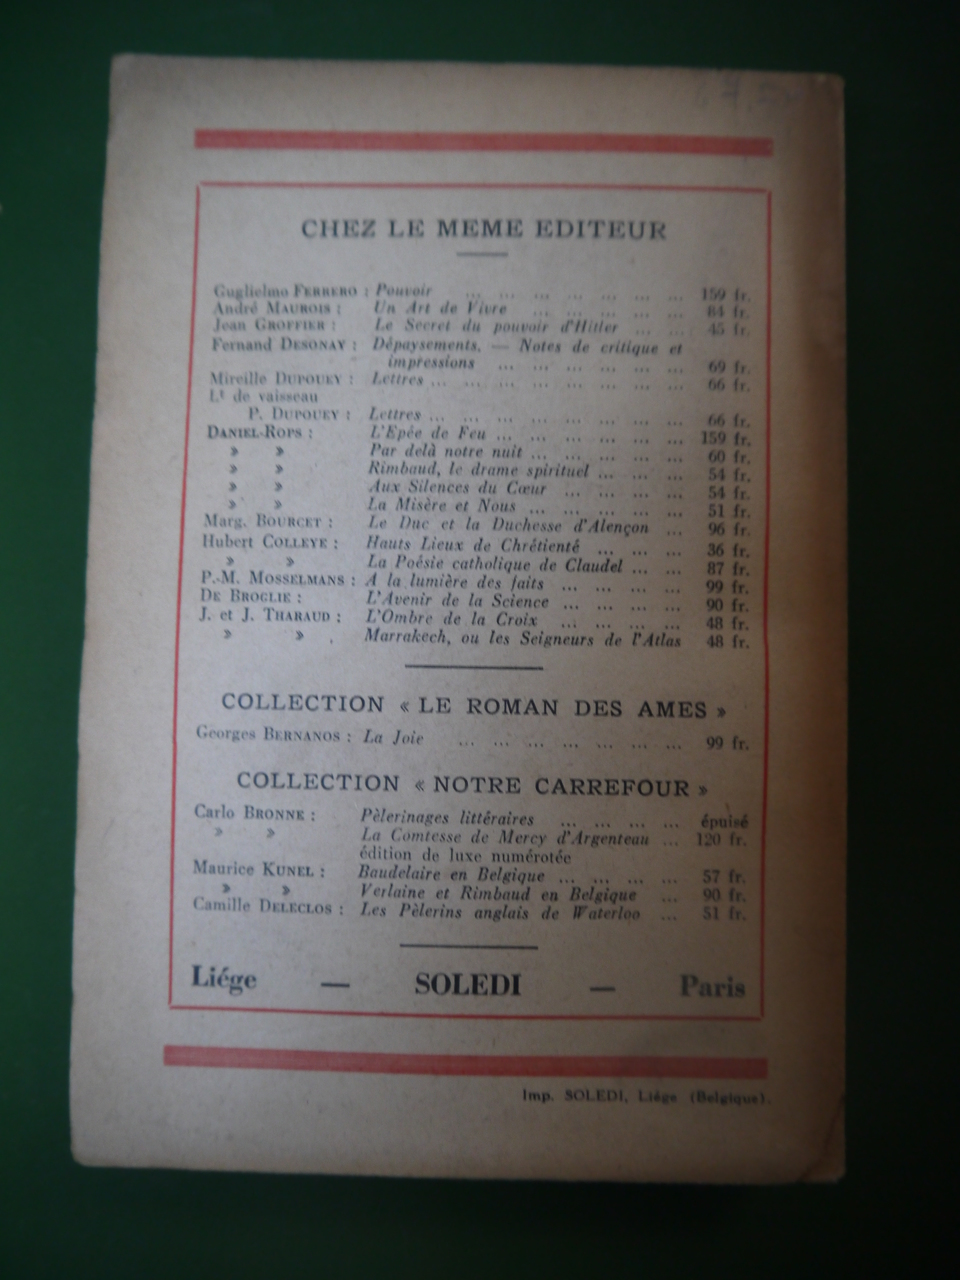 CHEZ LE MEME EDITEUR
Guglielmo FERRERO : Pouvoir ... ... ... ... ... ... ... 159 fr.
André MAUROIS : Un Art de Vivre ... ... ... ... ... 84 fr.
Jean GROFFIER : Le Secret du pouvoir d'Hitler ... ... 45 fr.
Fernand DESONAY : Dépaysements. — Notes de critique et
impressions ... ... ... ... ... ... 69 fr.
Mireille DUPOUEY : Lettres ... ... ... ... ... ... ... ... 66 fr.
Lt de vaisseau
P. DUPOUEY : Lettres ... ... ... ... ... ... ... ... 66 fr.
DANIEL-ROPS : L'Epée de Feu ... ... ... ... ... ... 159 fr.
» » Par delà notre nuit ... ... ... ... ... 60 fr.
» » Rimbaud, le drame spirituel ... ... ... 54 fr.
» » Aux Silences du Cœur ... ... ... ... 54 fr.
» » La Misère et Nous ... ... ... ... ... 51 fr.
Marg. BOURCET : Le Duc et la Duchesse d'Alençon ... 96 fr.
Hubert COLLEYE : Hauts Lieux de Chrétienté ... ... ... 36 fr.
» » La Poésie catholique de Claudel ... ... 87 fr.
P.-M. MOSSELMANS : A la lumière des faits ... ... ... ... 99 fr.
DE BROGLIE : L'Avenir de la Science ... ... ... ... 90 fr.
J. et J. THARAUD : L'Ombre de la Croix ... ... ... ... 48 fr.
» » Marrakech, ou les Seigneurs de l'Atlas 48 fr.
COLLECTION « LE ROMAN DES AMES »
Georges BERNANOS : La Joie ... ... ... ... ... ... ... 99 fr.
COLLECTION « NOTRE CARREFOUR »
Carlo BRONNE : Pèlerinages littéraires ... ... ... ... épuisé
» » La Comtesse de Mercy d'Argenteau ... 120 fr.
édition de luxe numérotée
Maurice KUNEL : Baudelaire en Belgique ... ... ... ... 57 fr.
» » Verlaine et Rimbaud en Belgique ... 90 fr.
Camille DELECLOS : Les Pèlerins anglais de Waterloo ... 51 fr.
Liége — SOLEDI — Paris
Imp. SOLEDI, Liége (Belgique).